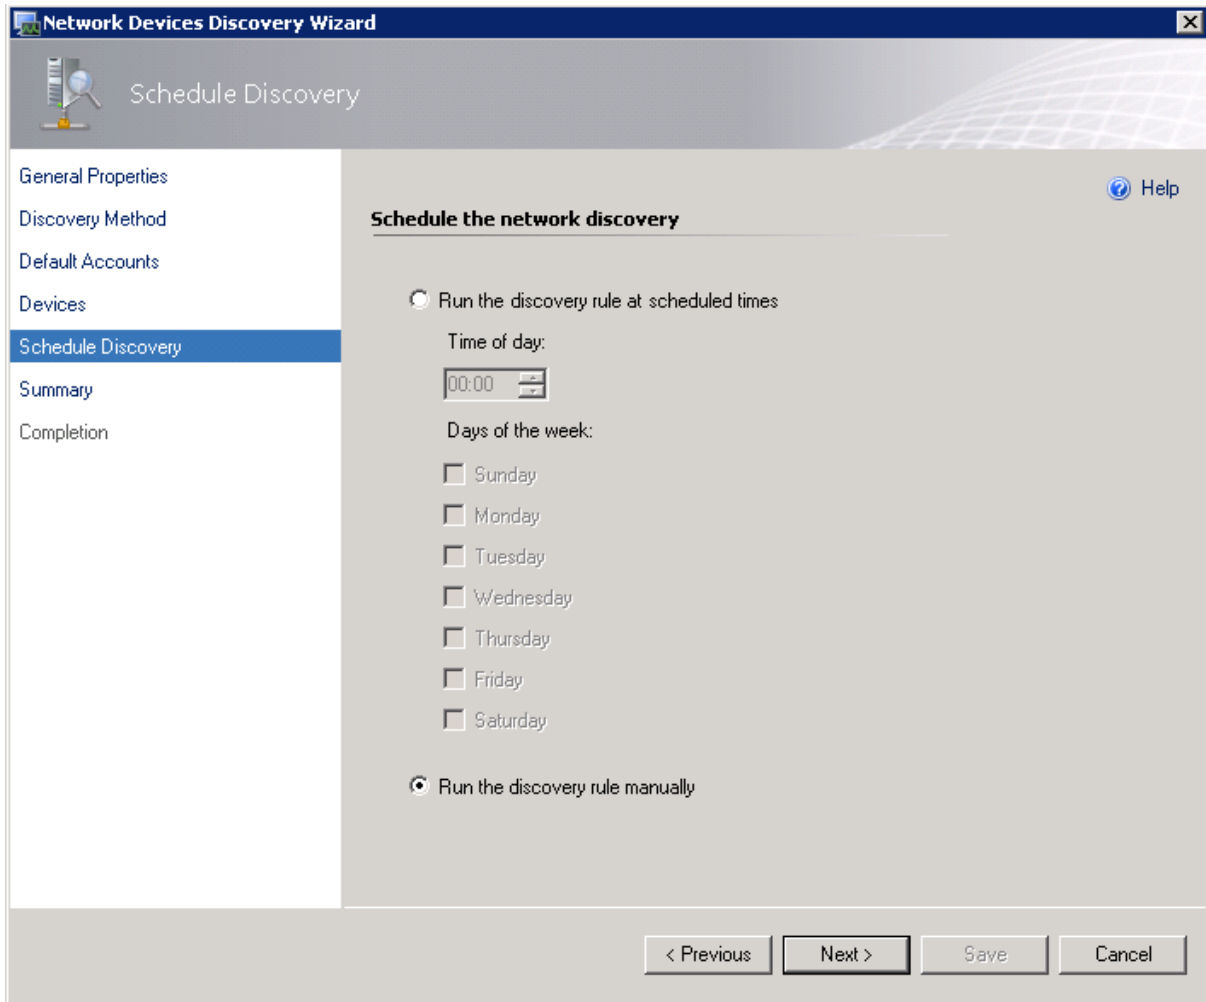 Network Devices Discovery Wizard
Schedule Discovery
General Properties
Discovery Method
Default Accounts
Devices
Schedule Discovery
Summary
Completion
Help
Schedule the network discovery
Run the discovery rule at scheduled times
Time of day:
00:00
Days of the week:
Sunday
Monday
Tuesday
Wednesday
Thursday
Friday
Saturday
Run the discovery rule manually
< Previous Next > Save Cancel